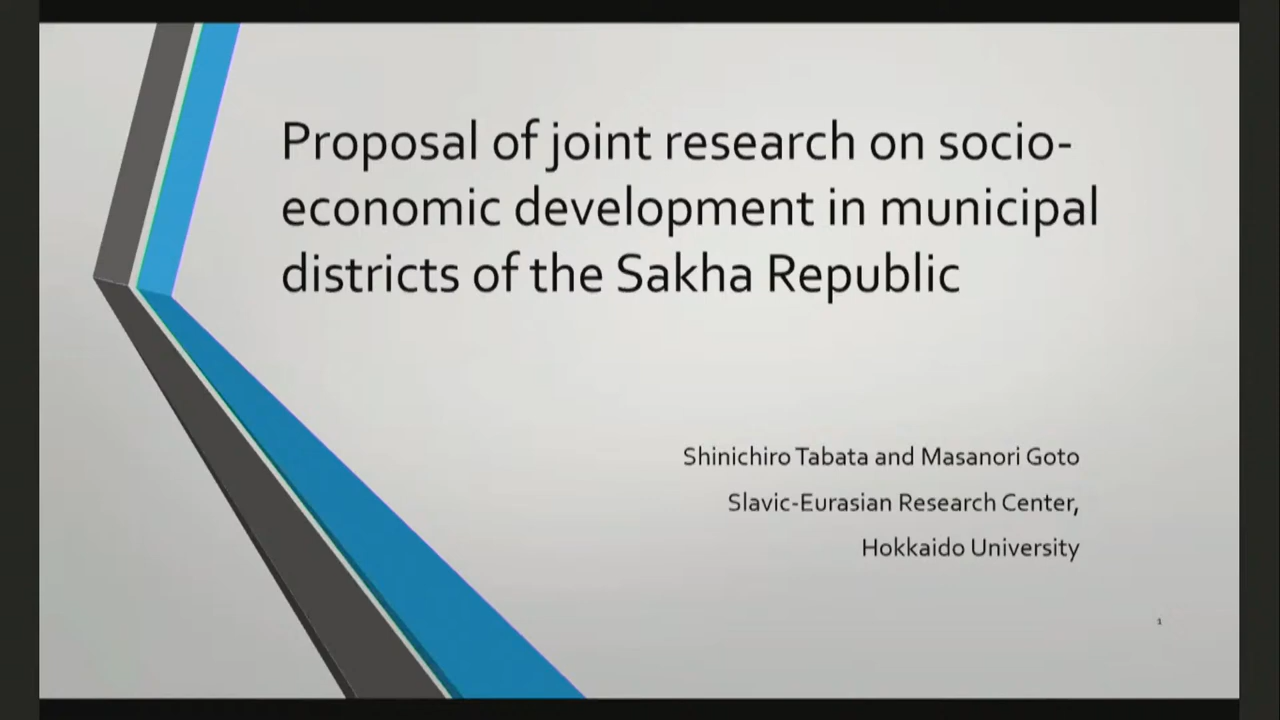 Proposal of joint research on socio-
economic development in municipal
districts of the Sakha Republic
Shinichiro Tabata and Masanori Goto
Slavic-Eurasian Research Center,
Hokkaido University
1